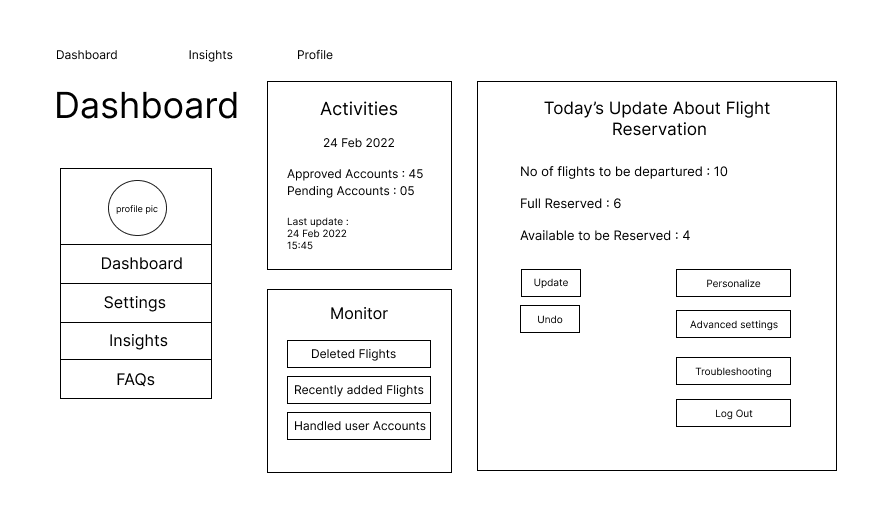 Dashboard
Insights
Profile
Dashboard
profile pic
Dashboard
Settings
Insights
FAQs
Activities
24 Feb 2022
Approved Accounts : 45
Pending Accounts : 05
Last update :
24 Feb 2022
15:45
Monitor
Deleted Flights
Recently added Flights
Handled user Accounts
Today’s Update About Flight
Reservation
No of flights to be departured : 10
Full Reserved : 6
Available to be Reserved : 4
Update
Undo
Personalize
Advanced settings
Troubleshooting
Log Out